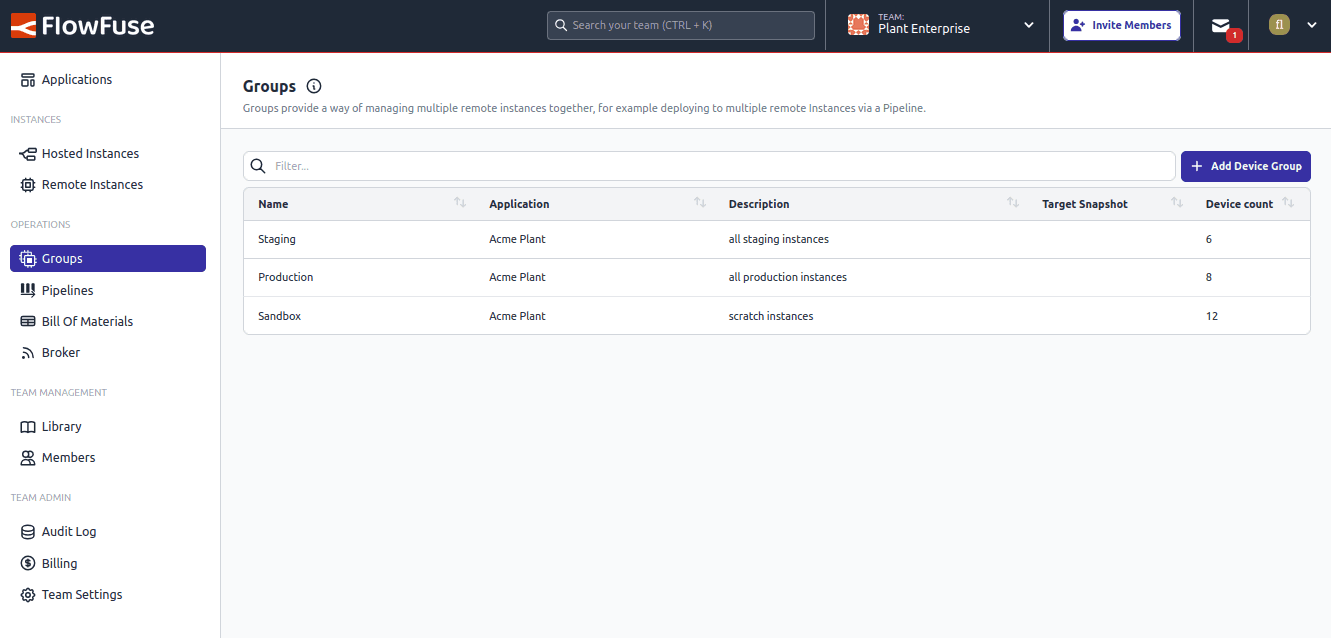 FlowFuse
Search your team (CTRL + K)
TEAM:
Plant Enterprise
Invite Members
1
fl
Applications
INSTANCES
Hosted Instances
Remote Instances
OPERATIONS
Groups
Pipelines
Bill Of Materials
Broker
TEAM MANAGEMENT
Library
Members
TEAM ADMIN
Audit Log
Billing
Team Settings
Groups
Groups provide a way of managing multiple remote instances together, for example deploying to multiple remote Instances via a Pipeline.
Filter...
Add Device Group
Name Application Description Target Snapshot Device count
Staging Acme Plant all staging instances 6
Production Acme Plant all production instances 8
Sandbox Acme Plant scratch instances 12